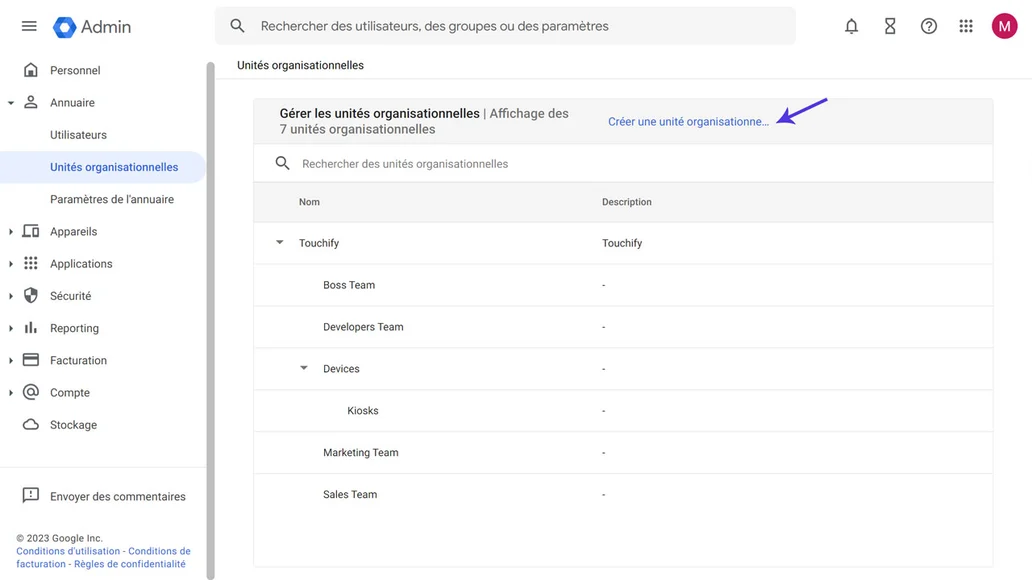 Admin
Rechercher des utilisateurs, des groupes ou des paramètres
M
Personnel
Annuaire
Utilisateurs
Unités organisationnelles
Paramètres de l'annuaire
Appareils
Applications
Sécurité
Reporting
Facturation
Compte
Stockage
Envoyer des commentaires
© 2023 Google Inc.
Conditions d'utilisation - Conditions de
facturation - Règles de confidentialité
Unités organisationnelles
Gérer les unités organisationnelles | Affichage des
7 unités organisationnelles
Créer une unité organisationne...
Rechercher des unités organisationnelles
Nom Description
Touchify Touchify
Boss Team -
Developers Team -
Devices -
Kiosks -
Marketing Team -
Sales Team -